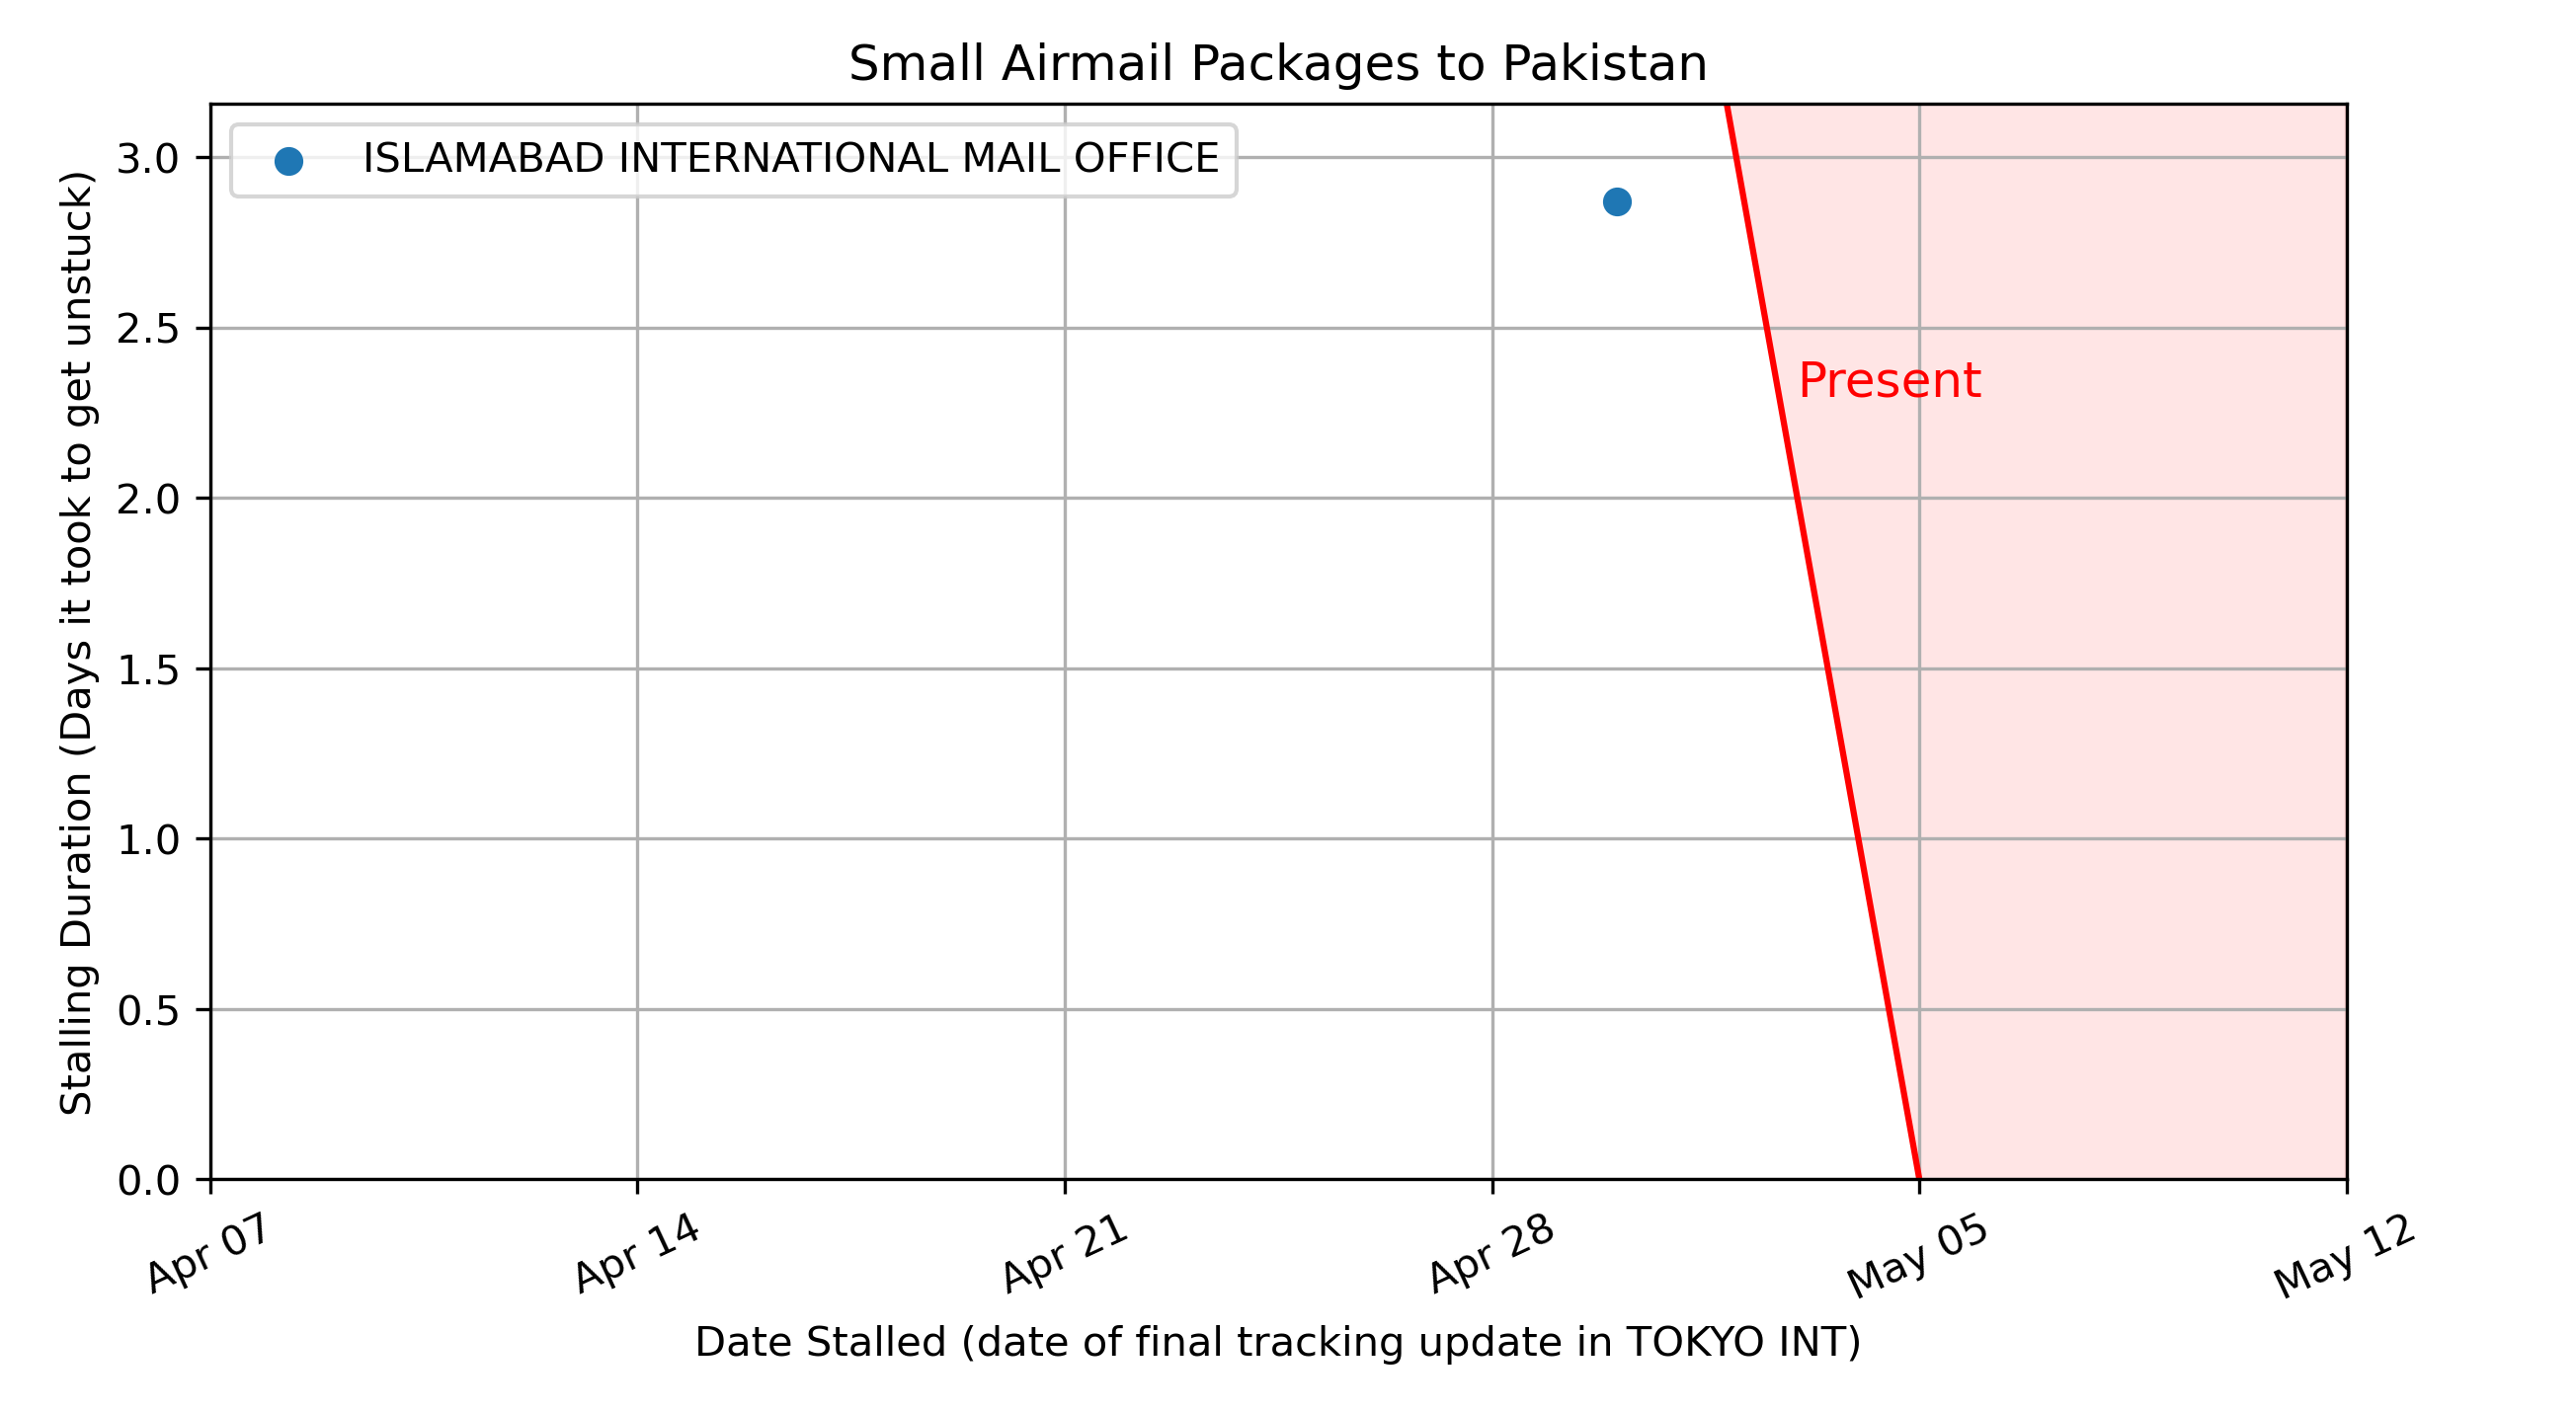 Small Airmail Packages to Pakistan
ISLAMABAD INTERNATIONAL MAIL OFFICE
Present
Stalling Duration (Days it took to get unstuck)
3.0
2.5
2.0
1.5
1.0
0.5
0.0
Apr 07
Apr 14
Apr 21
Apr 28
May 05
May 12
Date Stalled (date of final tracking update in TOKYO INT)